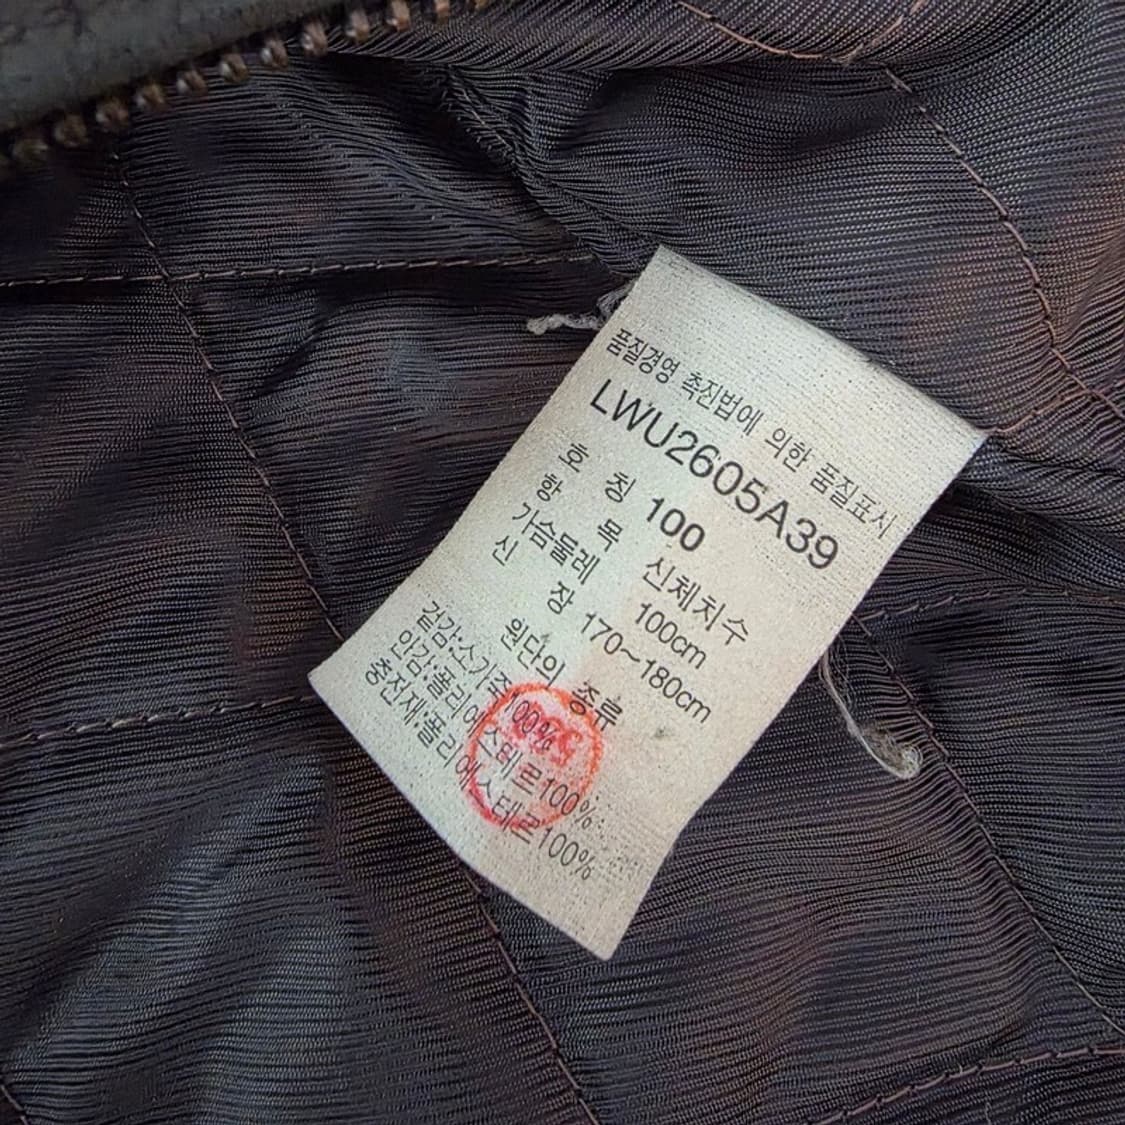 품질경영 촉진법에 의한 품질표시
LWU2605A39
호 칭 100
항 목 신체치수
가슴둘레 100cm
신 장 170~180cm
원단의 종류
겉감:소가죽100%
안감:폴리에스테르100%
충전재:폴리에스테르100%